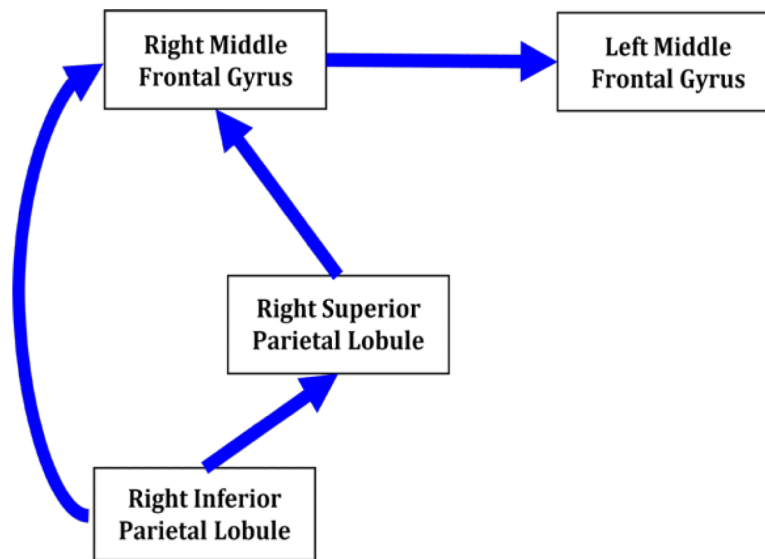 Right Middle
Frontal Gyrus
Left Middle
Frontal Gyrus
Right Superior
Parietal Lobule
Right Inferior
Parietal Lobule